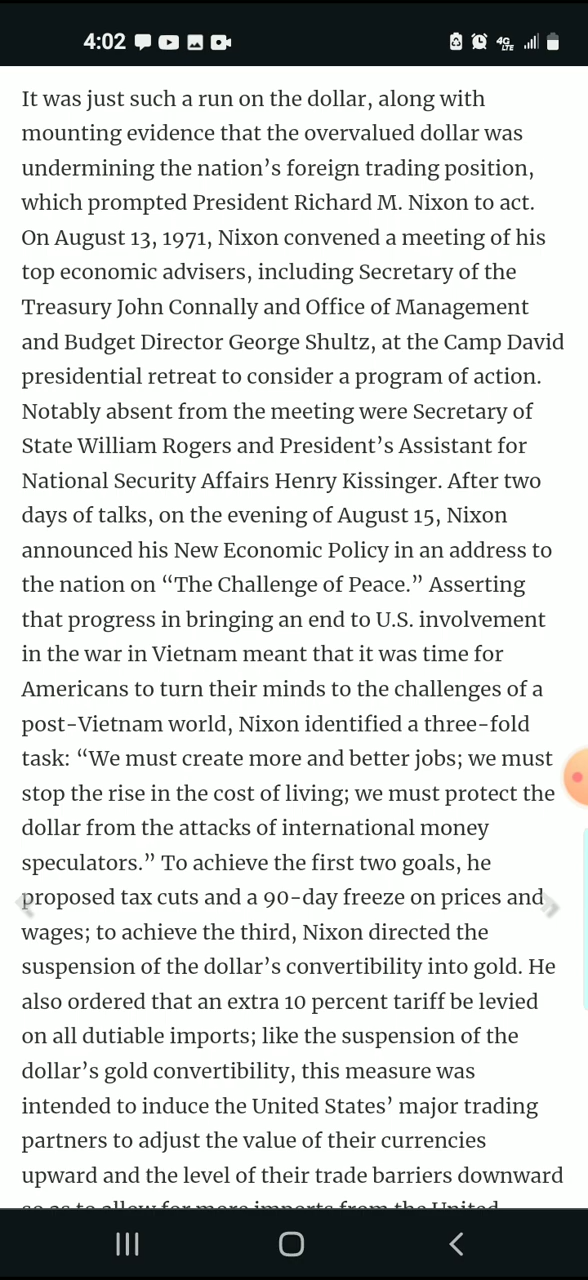 4:02
4G
LTE
It was just such a run on the dollar, along with
mounting evidence that the overvalued dollar was
undermining the nation’s foreign trading position,
which prompted President Richard M. Nixon to act.
On August 13, 1971, Nixon convened a meeting of his
top economic advisers, including Secretary of the
Treasury John Connally and Office of Management
and Budget Director George Shultz, at the Camp David
presidential retreat to consider a program of action.
Notably absent from the meeting were Secretary of
State William Rogers and President’s Assistant for
National Security Affairs Henry Kissinger. After two
days of talks, on the evening of August 15, Nixon
announced his New Economic Policy in an address to
the nation on “The Challenge of Peace.” Asserting
that progress in bringing an end to U.S. involvement
in the war in Vietnam meant that it was time for
Americans to turn their minds to the challenges of a
post-Vietnam world, Nixon identified a three-fold
task: “We must create more and better jobs; we must
stop the rise in the cost of living; we must protect the
dollar from the attacks of international money
speculators.” To achieve the first two goals, he
proposed tax cuts and a 90-day freeze on prices and
wages; to achieve the third, Nixon directed the
suspension of the dollar’s convertibility into gold. He
also ordered that an extra 10 percent tariff be levied
on all dutiable imports; like the suspension of the
dollar’s gold convertibility, this measure was
intended to induce the United States’ major trading
partners to adjust the value of their currencies
upward and the level of their trade barriers downward
so as to allow for more imports from the United